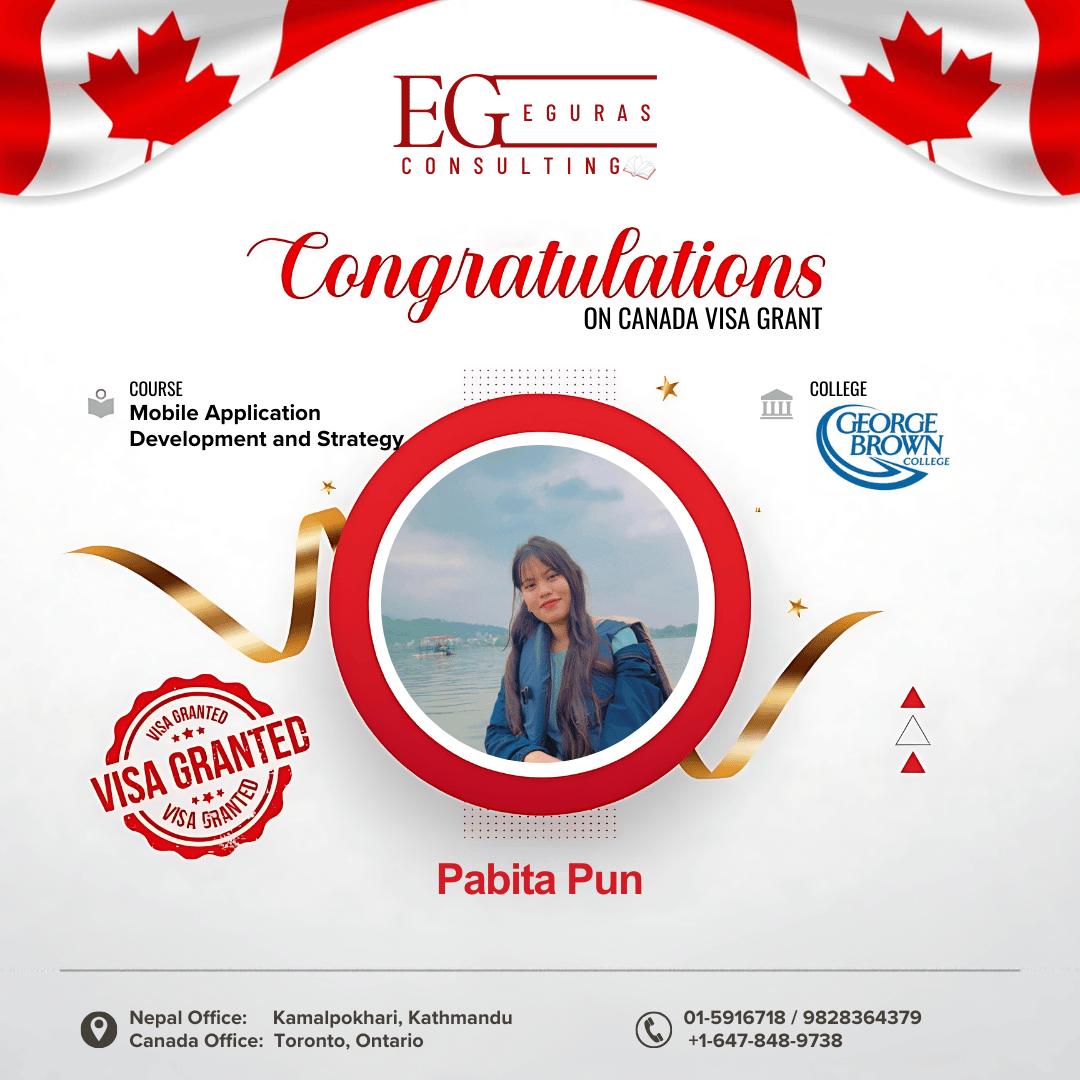 EG EGURAS
CONSULTING
Congratulations
ON CANADA VISA GRANT
COURSE
Mobile Application
Development and Strategy
COLLEGE
GEORGE
BROWN
COLLEGE
VISA GRANTED
VISA GRANTED
VISA GRANTED
Pabita Pun
Nepal Office: Kamalpokhari, Kathmandu
Canada Office: Toronto, Ontario
01-5916718 / 9828364379
+1-647-848-9738